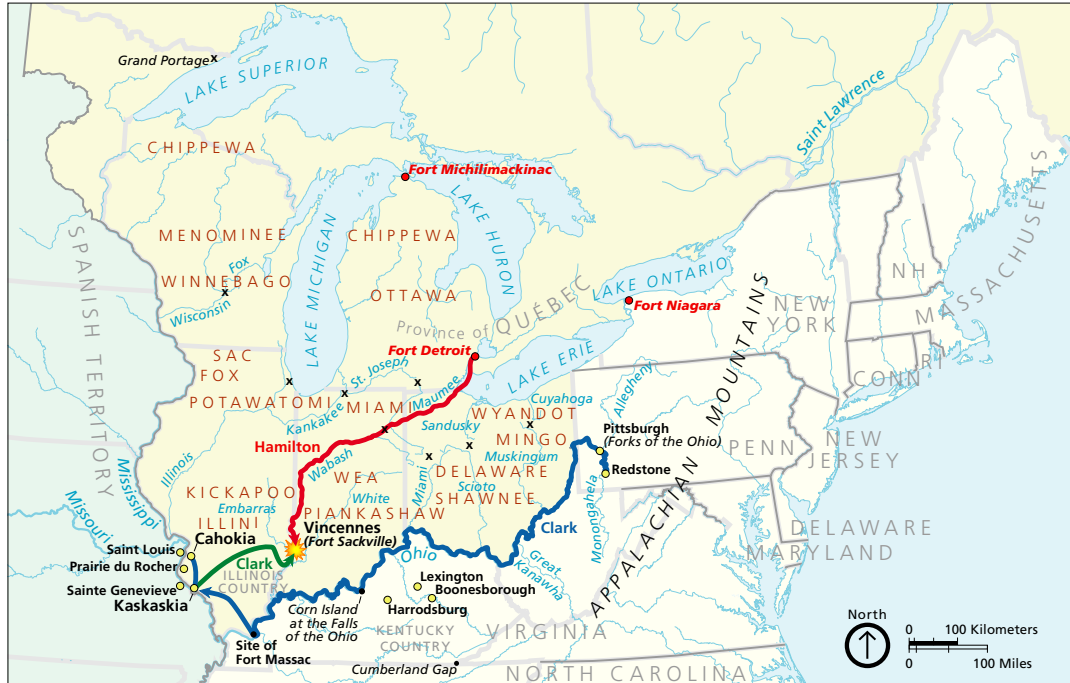 Grand Portage
LAKE SUPERIOR
Saint Lawrence
CHIPPEWA
Fort Michilimackinac
MENOMINEE
CHIPPEWA
LAKE MICHIGAN
LAKE HURON
Fox
WINNEBAGO
Wisconsin
OTTAWA
LAKE ONTARIO
Fort Niagara
Province of QUÉBEC
NH
MASSACHUSETTS
NEW
YORK
SPANISH TERRITORY
SAC
FOX
Fort Detroit
LAKE ERIE
CONN
RI
St. Joseph
POTAWATOMI
MIAMI
Maumee
Kankakee
WYANDOT
Cuyahoga
Allegheny
Sandusky
MINGO
Muskingum
Pittsburgh
(Forks of the Ohio)
Redstone
APPALACHIAN MOUNTAINS
PENN
NEW
JERSEY
Hamilton
Wabash
WEA
Miami
DELAWARE
Scioto
SHAWNEE
Illinois
KICKAPOO
Embarras
White
PIANKASHAW
Mississippi
Missouri
ILLINI
Cahokia
Vincennes
(Fort Sackville)
Clark
Monongahela
DELAWARE
MARYLAND
Saint Louis
Prairie du Rocher
Clark
ILLINOIS
COUNTRY
Ohio
Great
Kanawha
Sainte Genevieve
Kaskaskia
Lexington
Boonesborough
Harrodsburg
Corn Island
at the Falls
of the Ohio
KENTUCKY
COUNTRY
VIRGINIA
Site of
Fort Massac
Cumberland Gap
NORTH CAROLINA
North
0 100 Kilometers
0 100 Miles